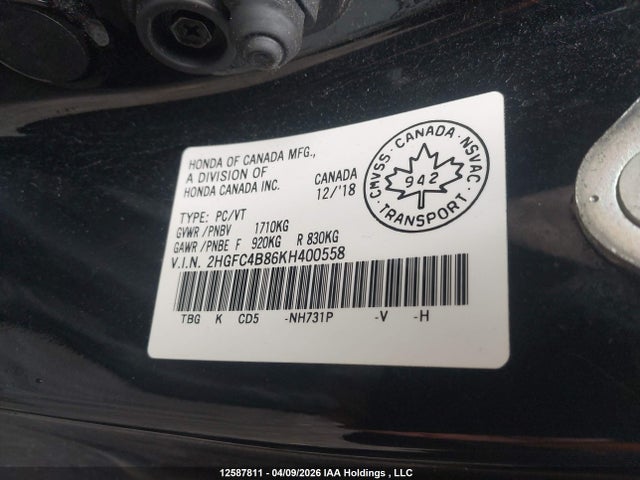 HONDA OF CANADA MFG.,
A DIVISION OF
HONDA CANADA INC.
CANADA
12/'18
TYPE: PC/VT
GVWR /PNBV 1710KG
GAWR /PNBE F 920KG R 830KG
V.I.N. 2HGFC4B86KH400558
TBG K CD5 -NH731P -V -H
CMVSS · CANADA · NSVAC
942
TRANSPORT
12587811 - 04/09/2026 IAA Holdings , LLC